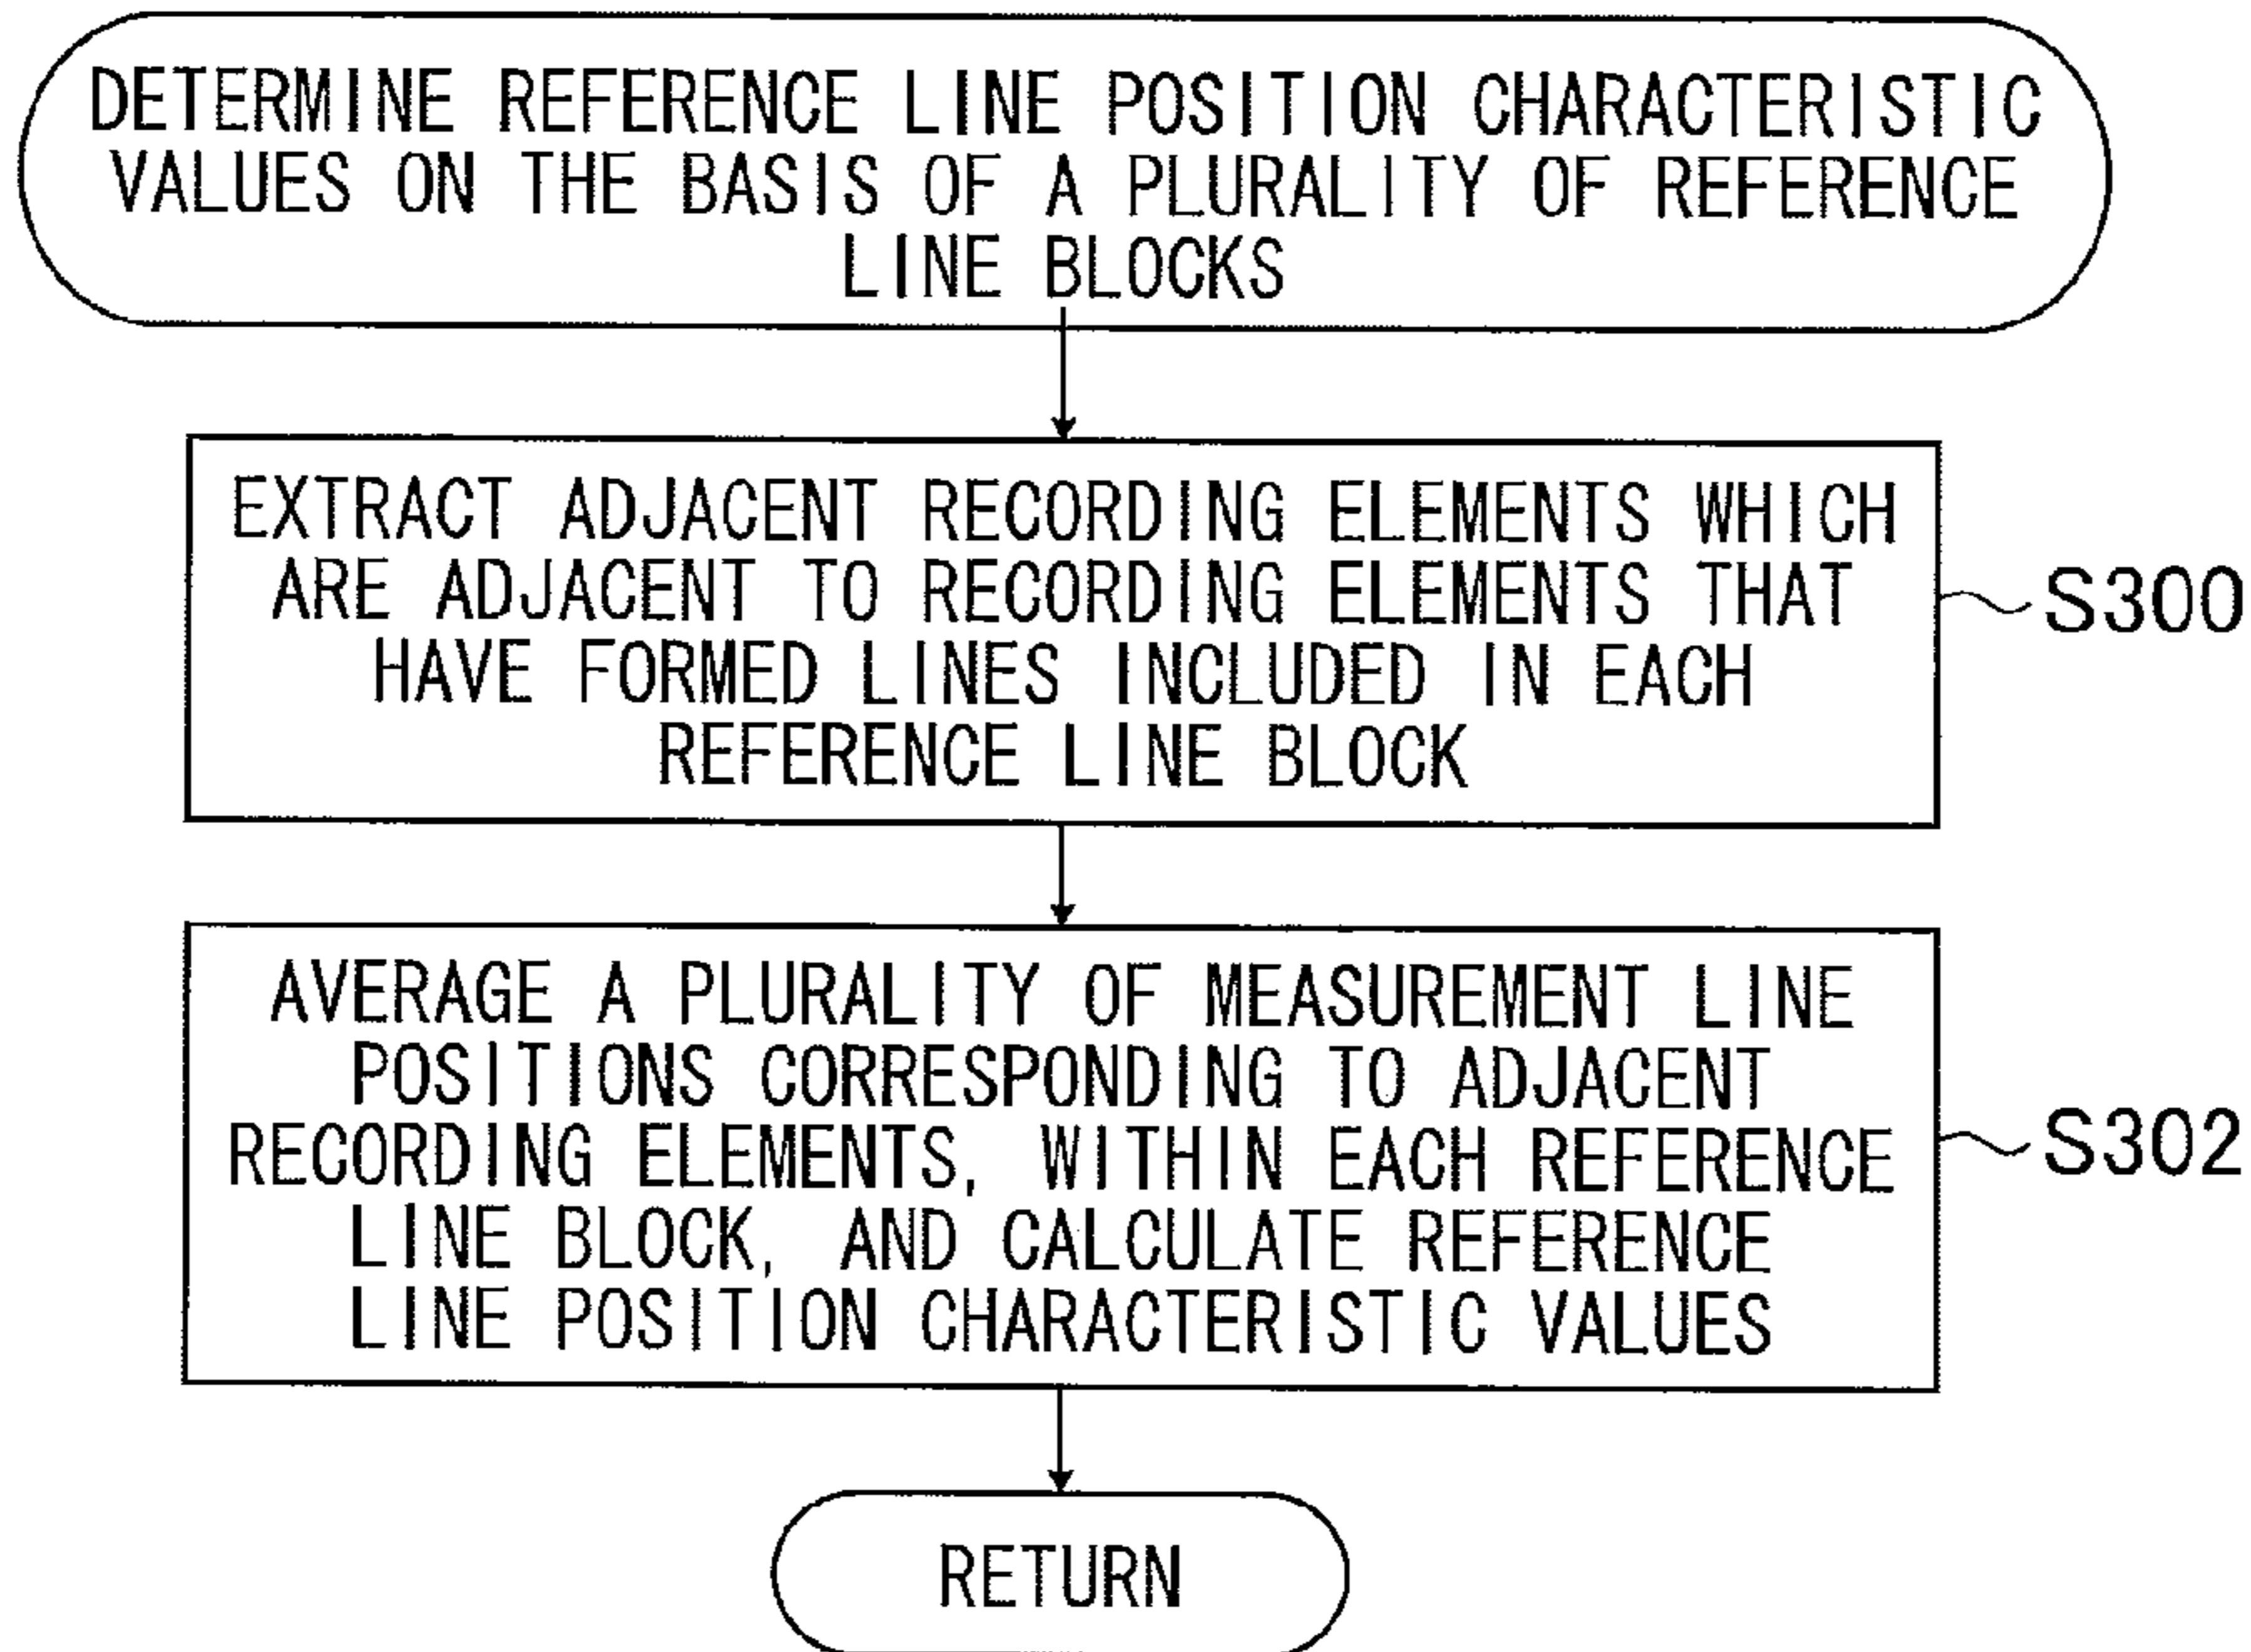 DETERMINE REFERENCE LINE POSITION CHARACTERISTIC
VALUES ON THE BASIS OF A PLURALITY OF REFERENCE
LINE BLOCKS
EXTRACT ADJACENT RECORDING ELEMENTS WHICH
ARE ADJACENT TO RECORDING ELEMENTS THAT
HAVE FORMED LINES INCLUDED IN EACH
REFERENCE LINE BLOCK
S300
AVERAGE A PLURALITY OF MEASUREMENT LINE
POSITIONS CORRESPONDING TO ADJACENT
RECORDING ELEMENTS, WITHIN EACH REFERENCE
LINE BLOCK, AND CALCULATE REFERENCE
LINE POSITION CHARACTERISTIC VALUES
S302
RETURN